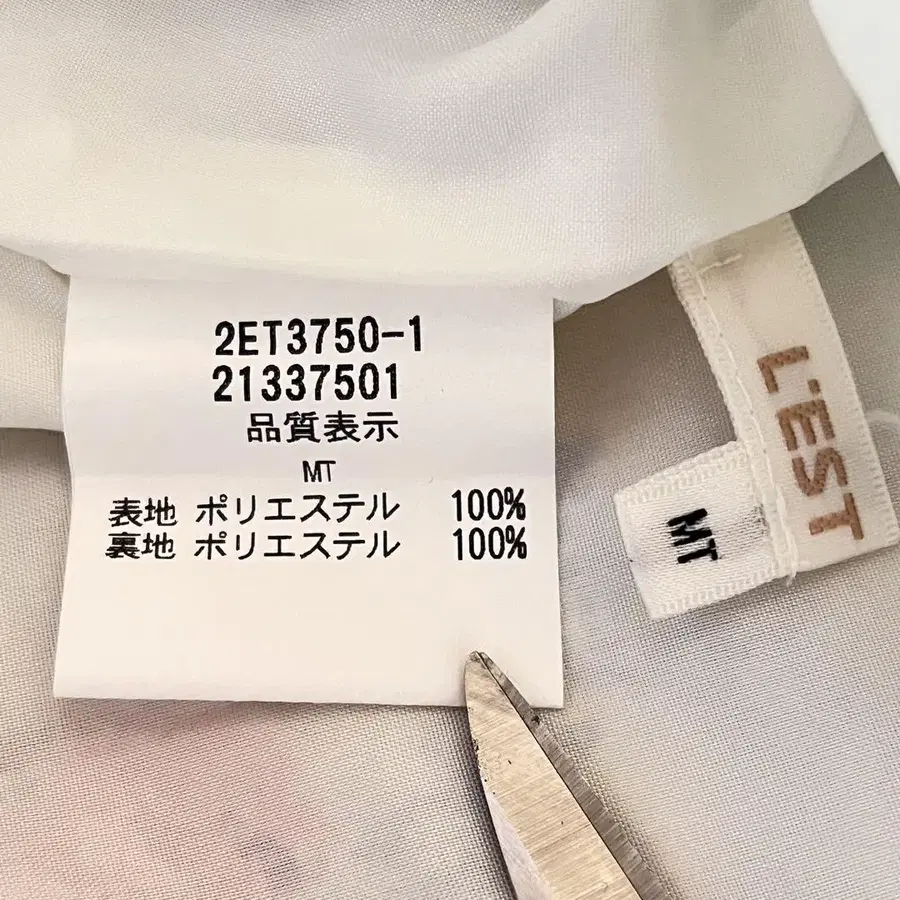 2ET3750-1
21337501
品質表示
MT
表地 ポリエステル 100%
裏地 ポリエステル 100%
L'EST
MT